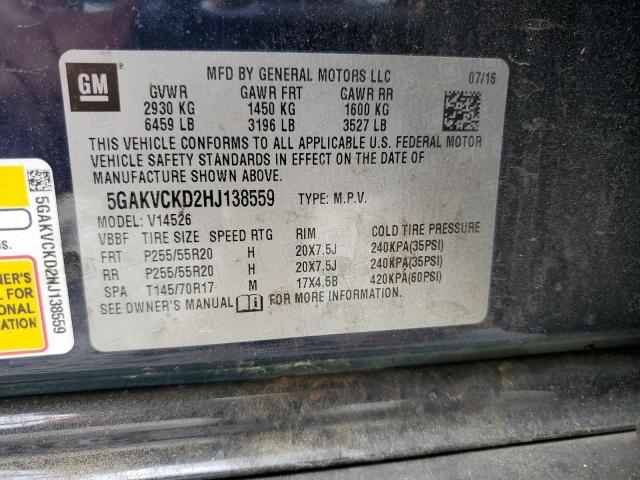 GM
®
MFD BY GENERAL MOTORS LLC 07/16
GVWR GAWR FRT GAWR RR
2930 KG 1450 KG 1600 KG
6459 LB 3196 LB 3527 LB
THIS VEHICLE CONFORMS TO ALL APPLICABLE U.S. FEDERAL MOTOR
VEHICLE SAFETY STANDARDS IN EFFECT ON THE DATE OF
MANUFACTURE SHOWN ABOVE.
5GAKVCKD2HJ138559 TYPE: M.P.V.
MODEL: V14526
VBBF TIRE SIZE SPEED RTG RIM COLD TIRE PRESSURE
FRT P255/55R20 H 20X7.5J 240KPA(35PSI)
RR P255/55R20 H 20X7.5J 240KPA(35PSI)
SPA T145/70R17 M 17X4.5B 420KPA(60PSI)
SEE OWNER'S MANUAL FOR MORE INFORMATION.
5GAKVCKD2HJ138559
s.
WNER'S
L FOR
ONAL
ATION